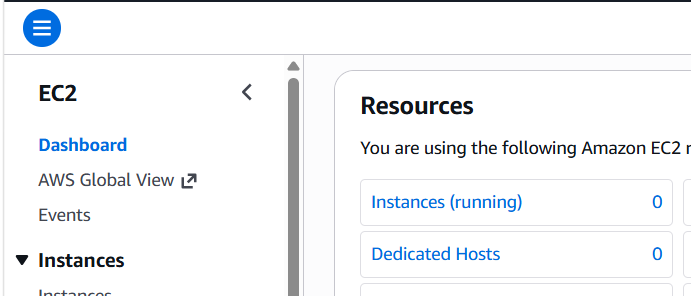 EC2
Dashboard
AWS Global View
Events
Instances
Instances
Resources
You are using the following Amazon EC2
Instances (running) 0
Dedicated Hosts 0